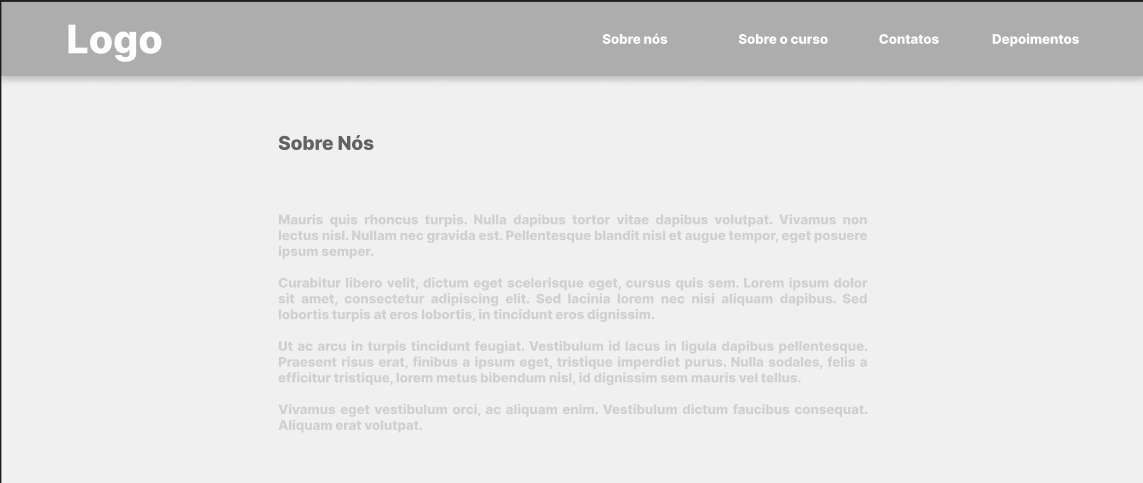 Logo
Sobre nós
Sobre o curso
Contatos
Depoimentos
Sobre Nós
Mauris quis rhoncus turpis. Nulla dapibus tortor vitae dapibus volutpat. Vivamus non
lectus nisl. Nullam nec gravida est. Pellentesque blandit nisl et augue tempor, eget posuere
ipsum semper.
Curabitur libero velit, dictum eget scelerisque eget, cursus quis sem. Lorem ipsum dolor
sit amet, consectetur adipiscing elit. Sed lacinia lorem nec nisi aliquam dapibus. Sed
lobortis turpis at eros lobortis, in tincidunt eros dignissim.
Ut ac arcu in turpis tincidunt feugiat. Vestibulum id lacus in ligula dapibus pellentesque.
Praesent risus erat, finibus a ipsum eget, tristique imperdiet purus. Nulla sodales, felis a
efficitur tristique, lorem metus bibendum nisl, id dignissim sem mauris vel tellus.
Vivamus eget vestibulum orci, ac aliquam enim. Vestibulum dictum faucibus consequat.
Aliquam erat volutpat.